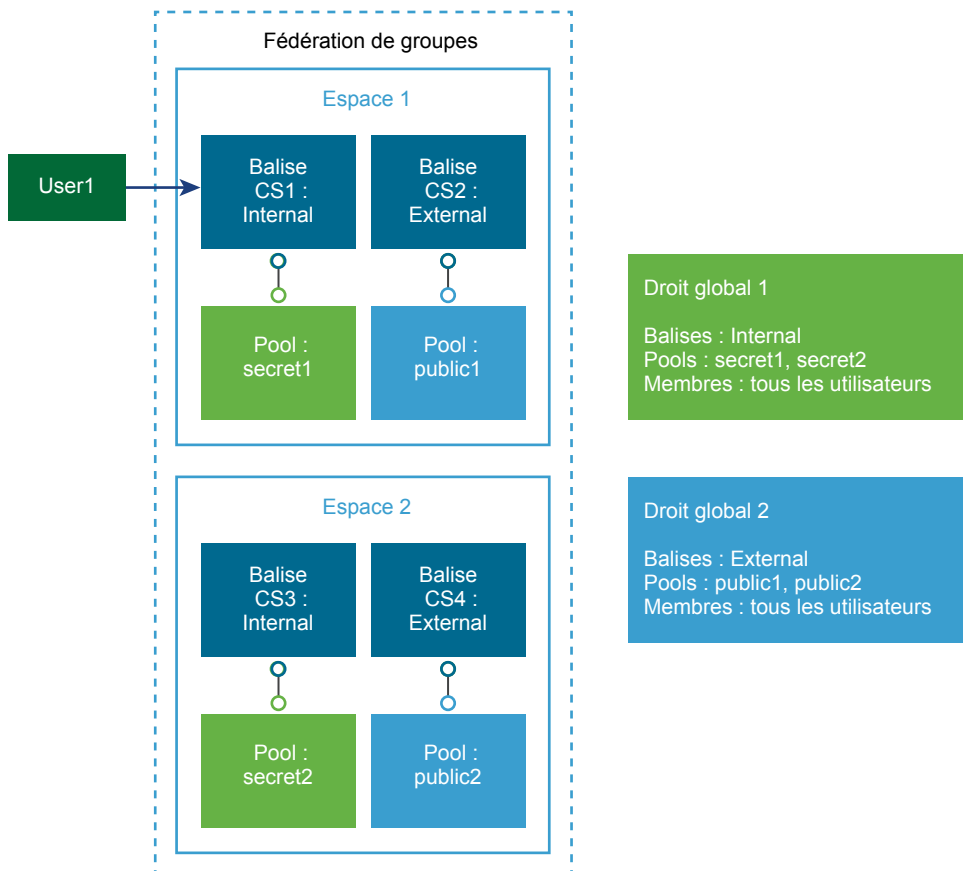 Fédération de groupes
Espace 1
User1
Balise
CS1 :
Internal
Balise
CS2 :
External
Pool :
secret1
Pool :
public1
Espace 2
Balise
CS3 :
Internal
Balise
CS4 :
External
Pool :
secret2
Pool :
public2
Droit global 1
Balises : Internal
Pools : secret1, secret2
Membres : tous les utilisateurs
Droit global 2
Balises : External
Pools : public1, public2
Membres : tous les utilisateurs